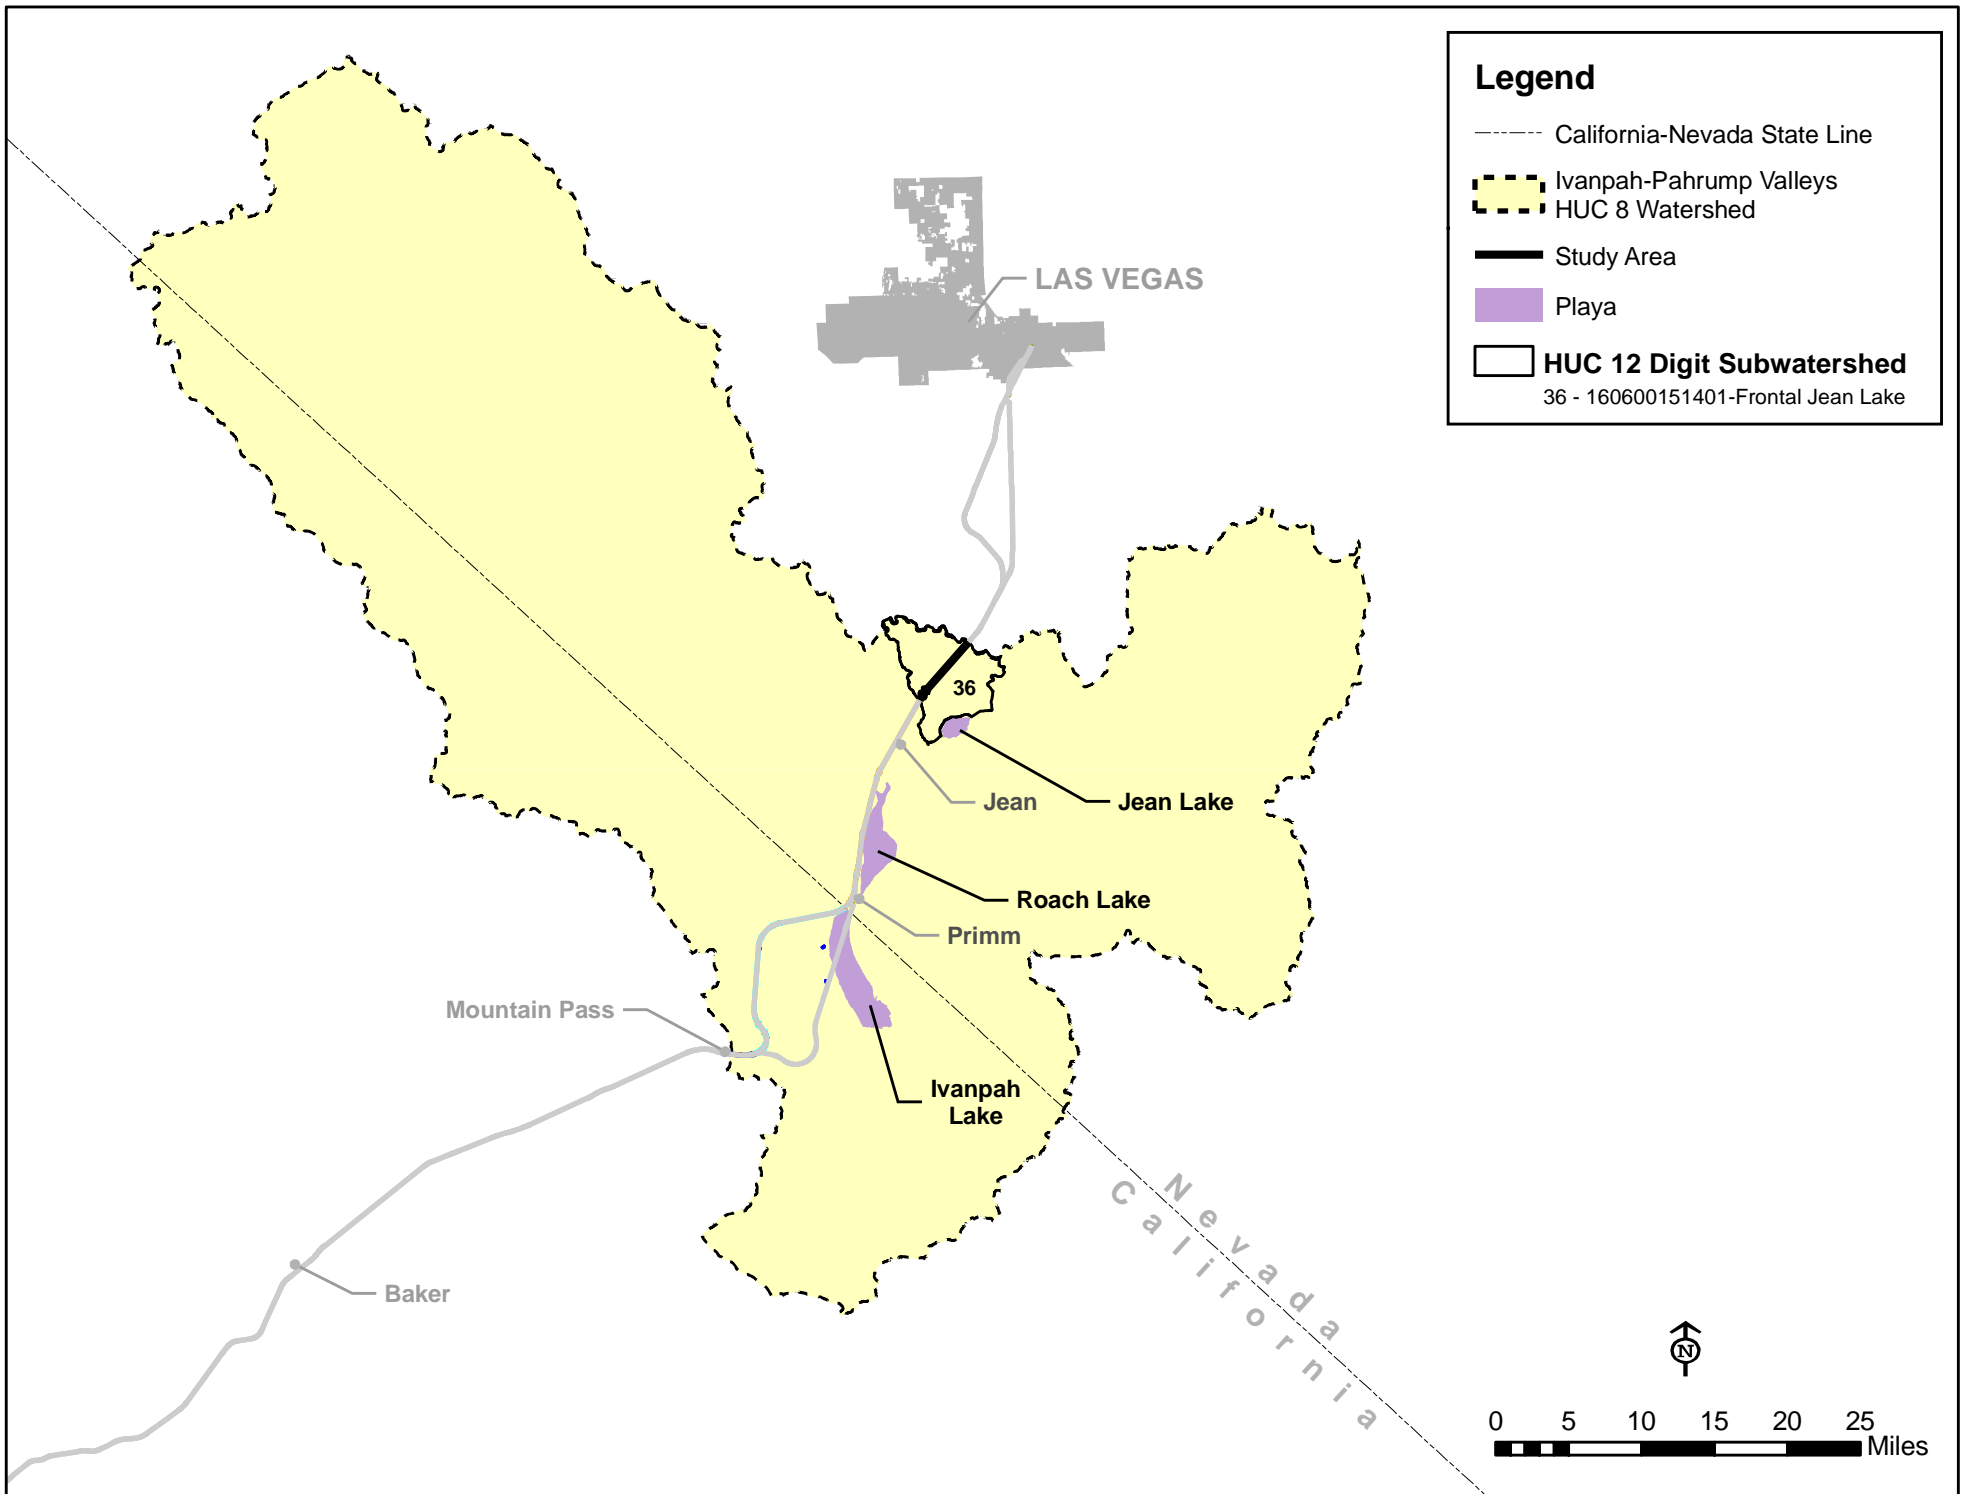 Legend
California-Nevada State Line
Ivanpah-Pahrump Valleys
HUC 8 Watershed
Study Area
Playa
HUC 12 Digit Subwatershed
36 - 160600151401-Frontal Jean Lake
LAS VEGAS
36
Jean
Jean Lake
Roach Lake
Primm
Mountain Pass
Ivanpah
Lake
Baker
Nevada
California
N
0 5 10 15 20 25
Miles